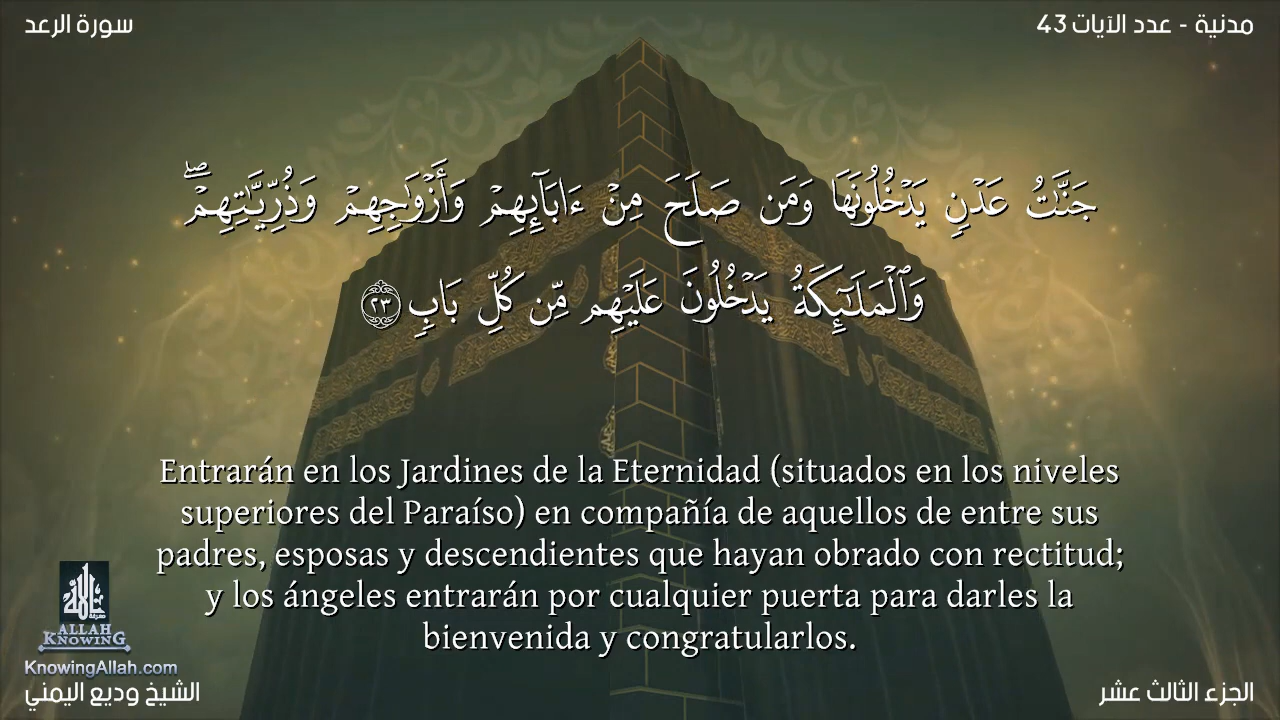 سورة الرعد
مدنية - عدد الآيات 43
جَنَّٰتُ عَدْنٍ يَدْخُلُونَهَا وَمَن صَلَحَ مِنْ ءَابَآئِهِمْ وَأَزْوَٰجِهِمْ وَذُرِّيَّٰتِهِمْ ۖ
وَٱلْمَلَٰٓئِكَةُ يَدْخُلُونَ عَلَيْهِم مِّن كُلِّ بَابٍ ٢٣
Entrarán en los Jardines de la Eternidad (situados en los niveles
superiores del Paraíso) en compañía de aquellos de entre sus
padres, esposas y descendientes que hayan obrado con rectitud;
y los ángeles entrarán por cualquier puerta para darles la
bienvenida y congratularlos.
ALLAH
KNOWING
KnowingAllah.com
الشيخ وديع اليمني
الجزء الثالث عشر